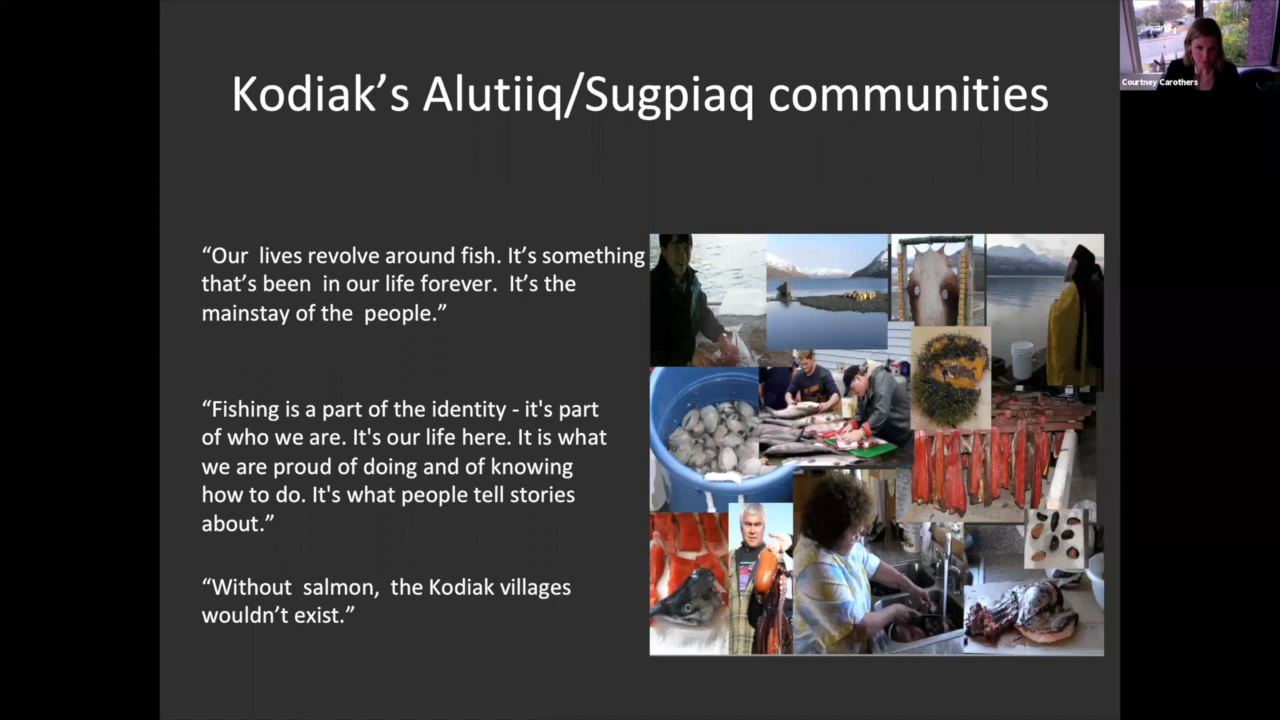 Kodiak’s Alutiiq/Sugpiaq communities
Courtney Carothers
“Our lives revolve around fish. It’s something
that’s been in our life forever. It’s the
mainstay of the people.”
“Fishing is a part of the identity - it's part
of who we are. It's our life here. It is what
we are proud of doing and of knowing
how to do. It's what people tell stories
about.”
“Without salmon, the Kodiak villages
wouldn’t exist.”